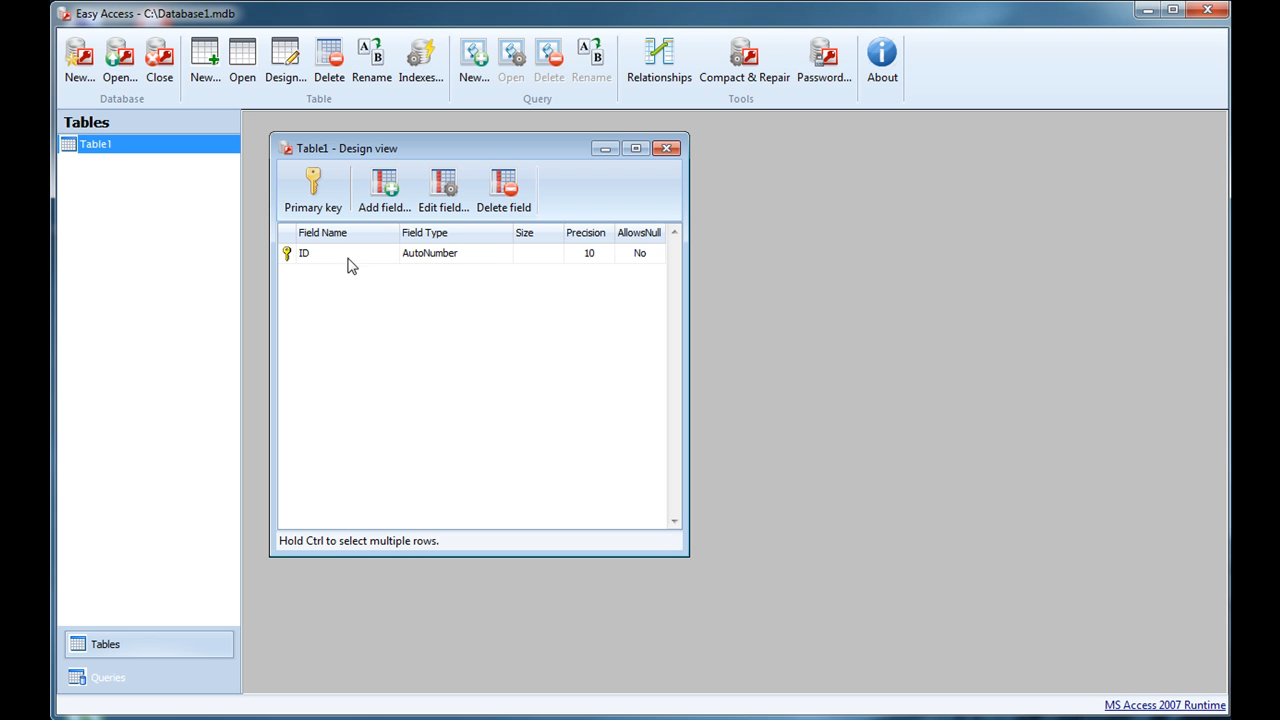 Easy Access - C:\Database1.mdb
New... Open... Close New... Open Design... Delete Rename Indexes... New... Open Delete Rename Relationships Compact & Repair Password... About
Database Table Query Tools
Tables
Table1
Table1 - Design view
Primary key Add field... Edit field... Delete field
Field Name Field Type Size Precision AllowsNull
ID AutoNumber 10 No
Hold Ctrl to select multiple rows.
Tables
Queries
MS Access 2007 Runtime